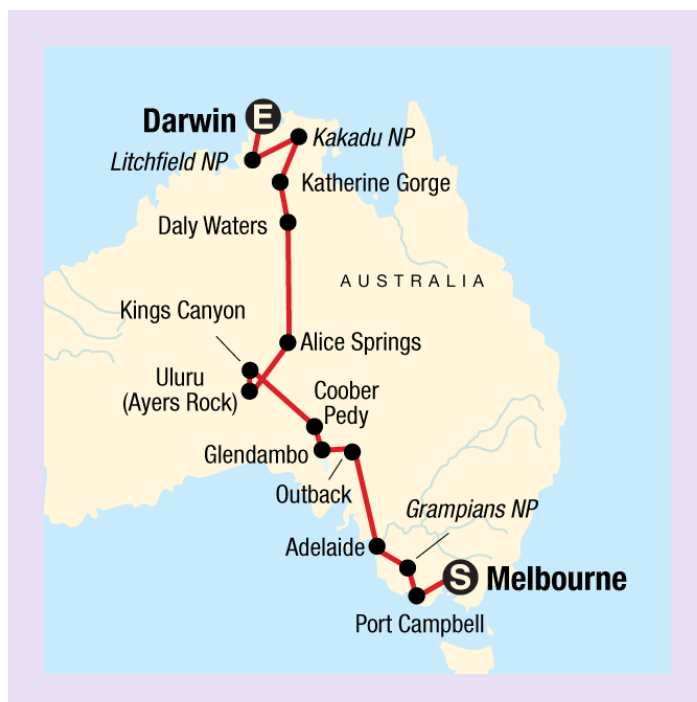 Darwin E
Kakadu NP
Litchfield NP
Katherine Gorge
Daly Waters
AUSTRALIA
Kings Canyon
Alice Springs
Uluru
(Ayers Rock)
Coober
Pedy
Glendambo
Outback
Grampians NP
Adelaide
S Melbourne
Port Campbell